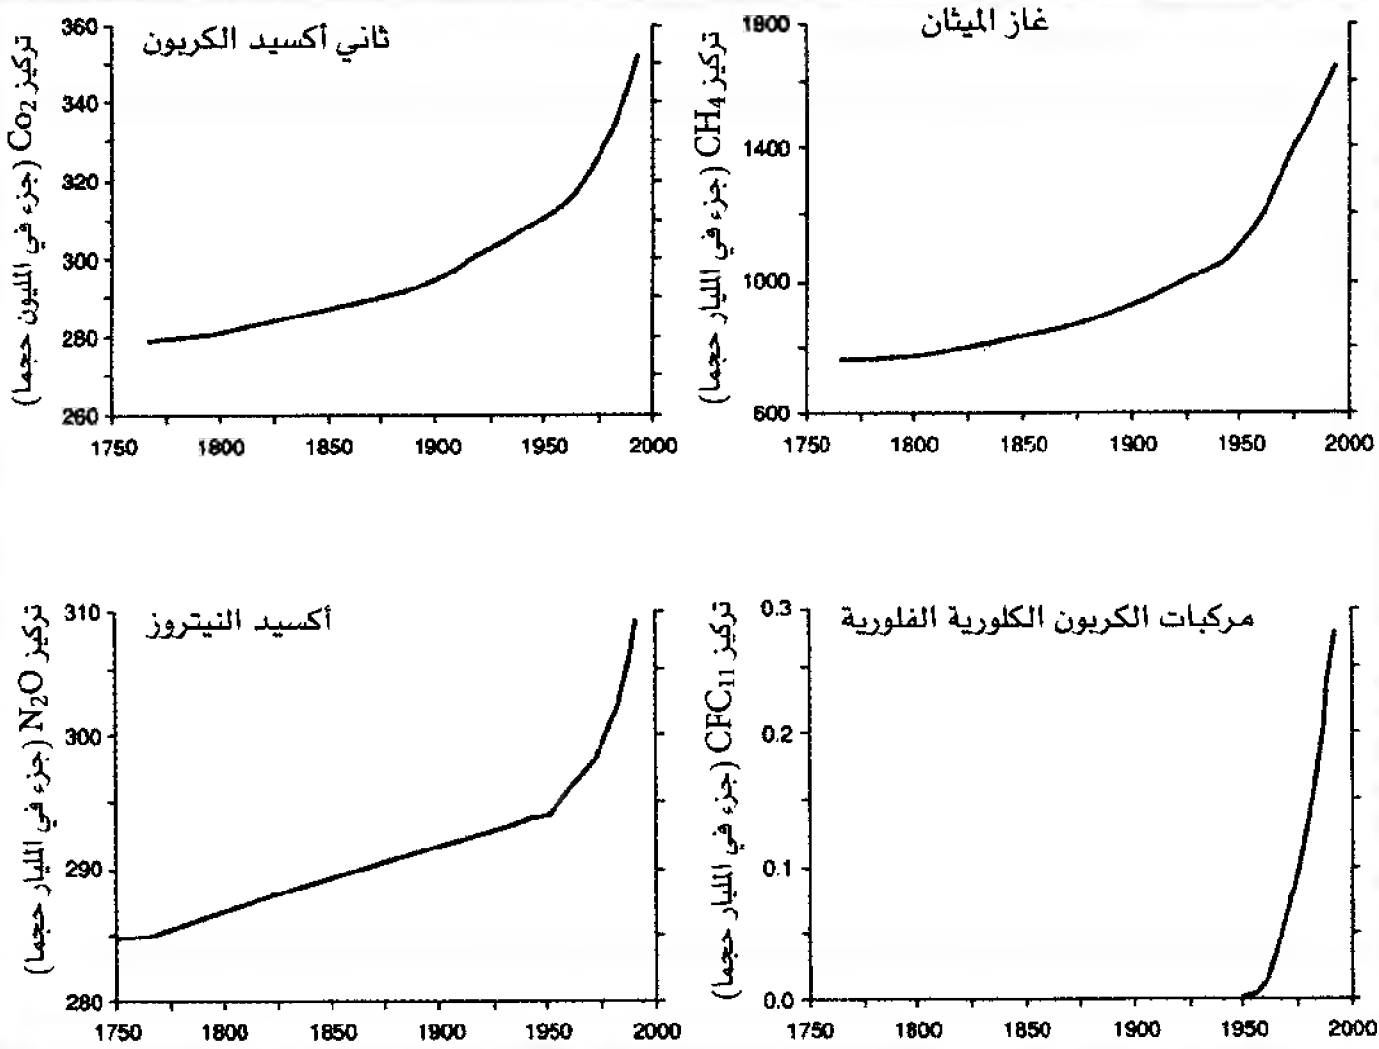 ثاني أكسيد الكربون
تركيز Co2 (جزء في المليون حجما)
360
340
320
300
280
260
1750 1800 1850 1900 1950 2000
غاز الميثان
تركيز CH4 (جزء في المليار حجما)
1800
1400
1000
600
1750 1800 1850 1900 1950 2000
أكسيد النيتروز
تركيز N2O (جزء في المليار حجما)
310
300
290
280
1750 1800 1850 1900 1950 2000
مركبات الكربون الكلورية الفلورية
تركيز CFC11 (جزء في المليار حجما)
0.3
0.2
0.1
0.0
1750 1800 1850 1900 1950 2000